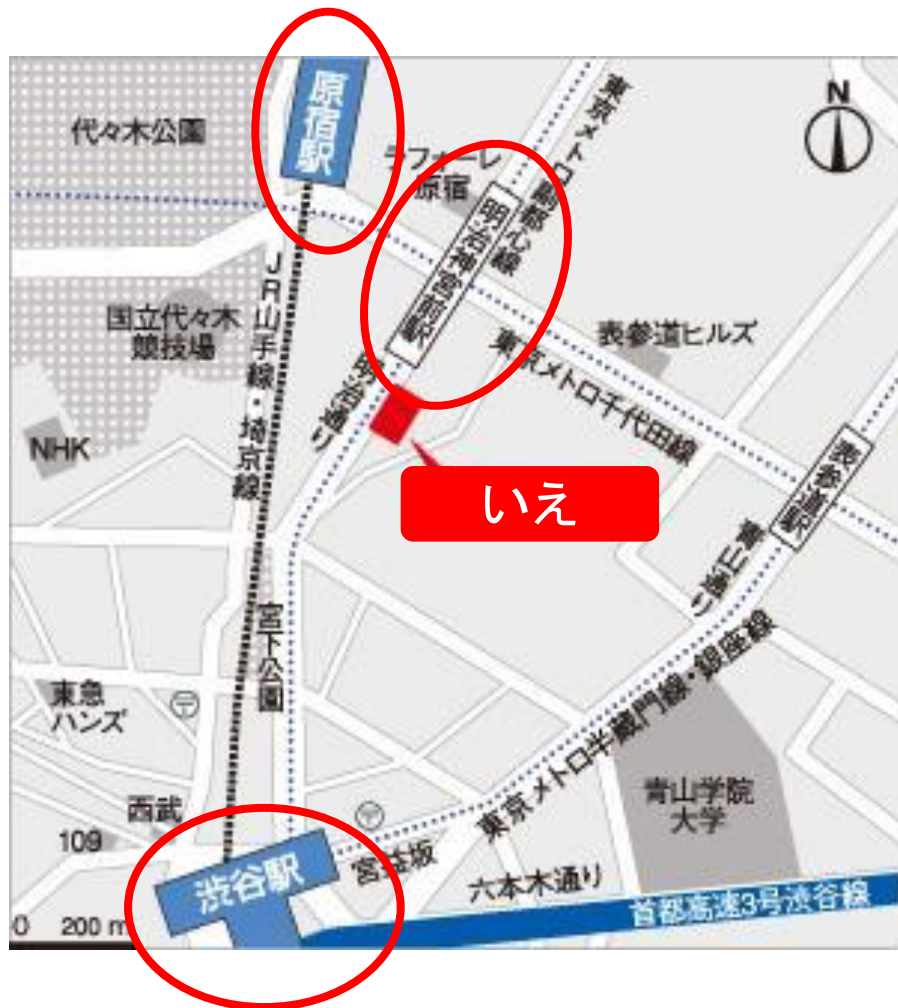 原宿駅
N
代々木公園
ラフォーレ
原宿
東京メトロ副都心線
明治神宮前駅
国立代々木
競技場
JR山手線・埼京線
明治通り
表参道ヒルズ
東京メトロ千代田線
NHK
表参道駅
いえ
青山通り
宮下公園
東急
ハンズ
〒
東京メトロ半蔵門線・銀座線
西武
〒
青山学院
大学
109
宮益坂
渋谷駅
六本木通り
首都高速3号渋谷線
0 200 m